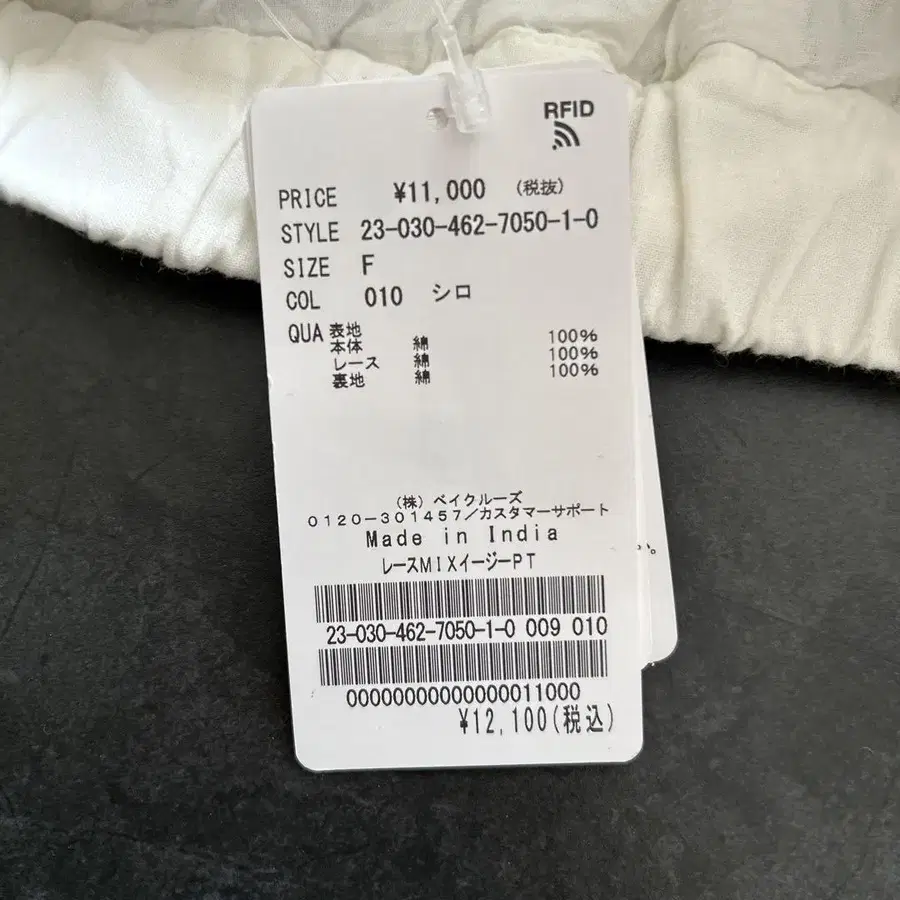 RFID
PRICE ¥11,000 (税抜)
STYLE 23-030-462-7050-1-0
SIZE F
COL 010 シロ
QUA 表地
本体 綿 100%
レース 綿 100%
裏地 綿 100%
(株) ベイクルーズ
0120-301457/カスタマーサポート
Made in India
レースMIXイージーPT
23-030-462-7050-1-0 009 010
00000000000000011000
¥12,100(税込)
い。